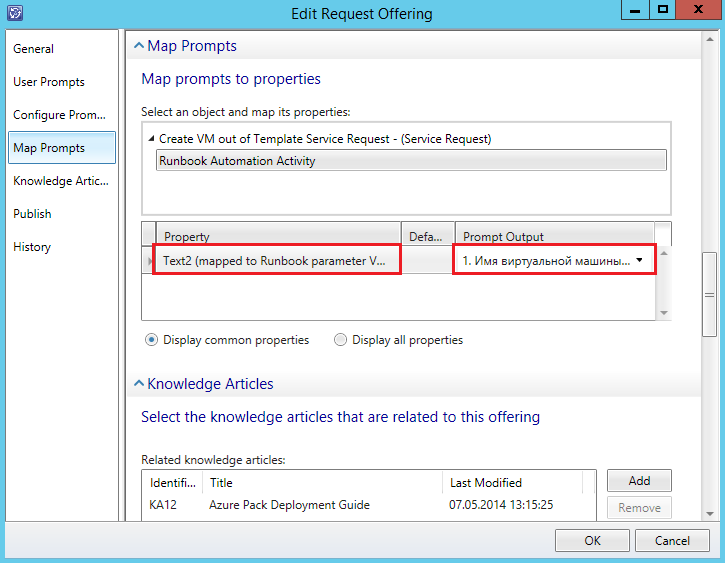 Edit Request Offering
General
User Prompts
Configure Prom...
Map Prompts
Knowledge Artic...
Publish
History
Map Prompts
Map prompts to properties
Select an object and map its properties:
Create VM out of Template Service Request - (Service Request)
Runbook Automation Activity
Property Defa... Prompt Output
Text2 (mapped to Runbook parameter V... 1. Имя виртуальной машины...
Display common properties Display all properties
Knowledge Articles
Select the knowledge articles that are related to this offering
Related knowledge articles:
Identifi... Title Last Modified Add
KA12 Azure Pack Deployment Guide 07.05.2014 13:15:25 Remove
OK Cancel